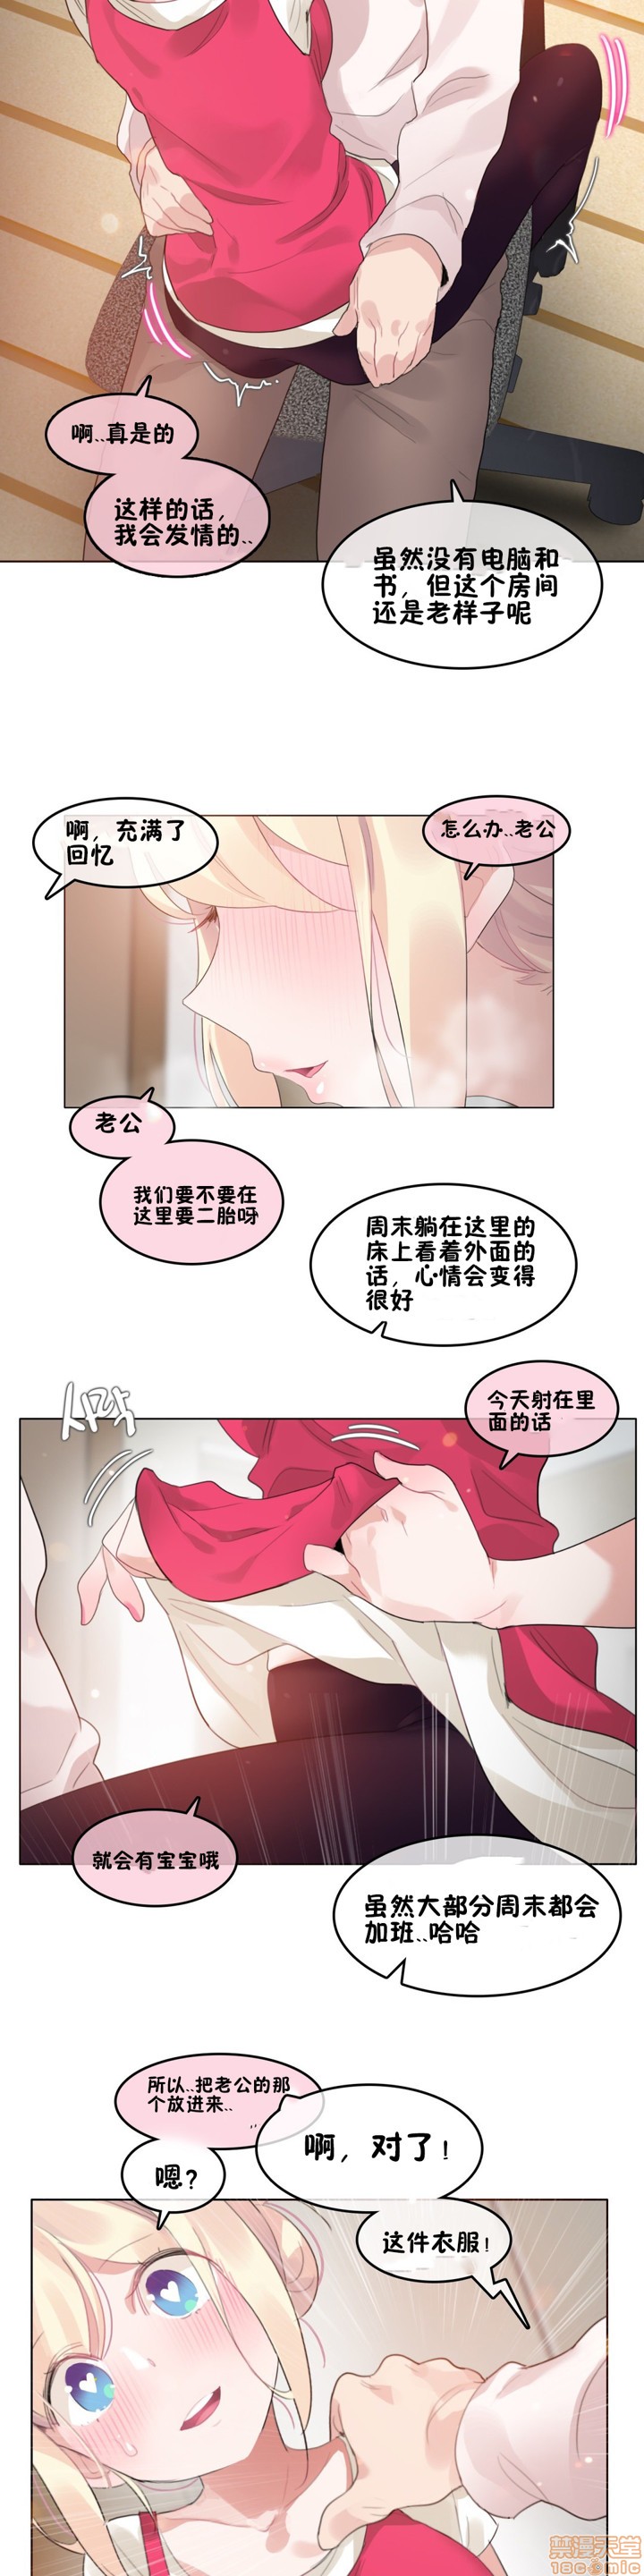 啊..真是的
这样的话，
我会发情的..
虽然没有电脑和
书，但这个房间
还是老样子呢
啊，充满了
回忆
怎么办..老公
老公
我们要不要在
这里要二胎呀
周末躺在这里的
床上看着外面的
话，心情会变得
很好
今天射在里
面的话
就会有宝宝哦
虽然大部分周末都会
加班..哈哈
所以..把老公的那
个放进来..
啊，对了！
嗯？
这件衣服！
禁漫天堂
18comic